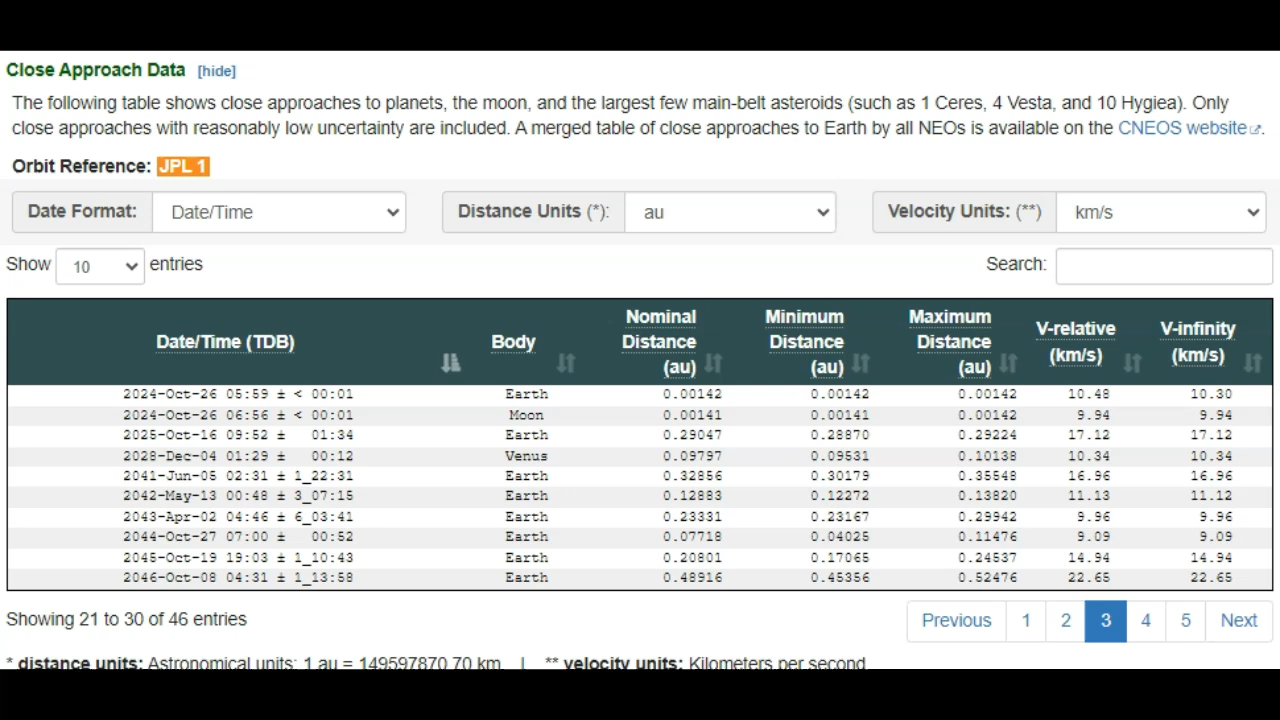 Close Approach Data [hide]
The following table shows close approaches to planets, the moon, and the largest few main-belt asteroids (such as 1 Ceres, 4 Vesta, and 10 Hygiea). Only
close approaches with reasonably low uncertainty are included. A merged table of close approaches to Earth by all NEOs is available on the CNEOS website.
Orbit Reference: JPL 1
Date Format: Date/Time Distance Units (*): au Velocity Units: (**) km/s
Show 10 entries Search:
Date/Time (TDB) Body Nominal Distance (au) Minimum Distance (au) Maximum Distance (au) V-relative (km/s) V-infinity (km/s)
2024-Oct-26 05:59 ± < 00:01 Earth 0.00142 0.00142 0.00142 10.48 10.30
2024-Oct-26 06:56 ± < 00:01 Moon 0.00141 0.00141 0.00142 9.94 9.94
2025-Oct-16 09:52 ± 01:34 Earth 0.29047 0.28870 0.29224 17.12 17.12
2028-Dec-04 01:29 ± 00:12 Venus 0.09797 0.09531 0.10138 10.34 10.34
2041-Jun-05 02:31 ± 1_22:31 Earth 0.32856 0.30179 0.35548 16.96 16.96
2042-May-13 00:48 ± 3_07:15 Earth 0.12883 0.12272 0.13820 11.13 11.12
2043-Apr-02 04:46 ± 6_03:41 Earth 0.23331 0.23167 0.29942 9.96 9.96
2044-Oct-27 07:00 ± 00:52 Earth 0.07718 0.04025 0.11476 9.09 9.09
2045-Oct-19 19:03 ± 1_10:43 Earth 0.20801 0.17065 0.24537 14.94 14.94
2046-Oct-08 04:31 ± 1_13:58 Earth 0.48916 0.45356 0.52476 22.65 22.65
Showing 21 to 30 of 46 entries Previous 1 2 3 4 5 Next
* distance units: Astronomical units: 1 au = 149597870.70 km | ** velocity units: Kilometers per second